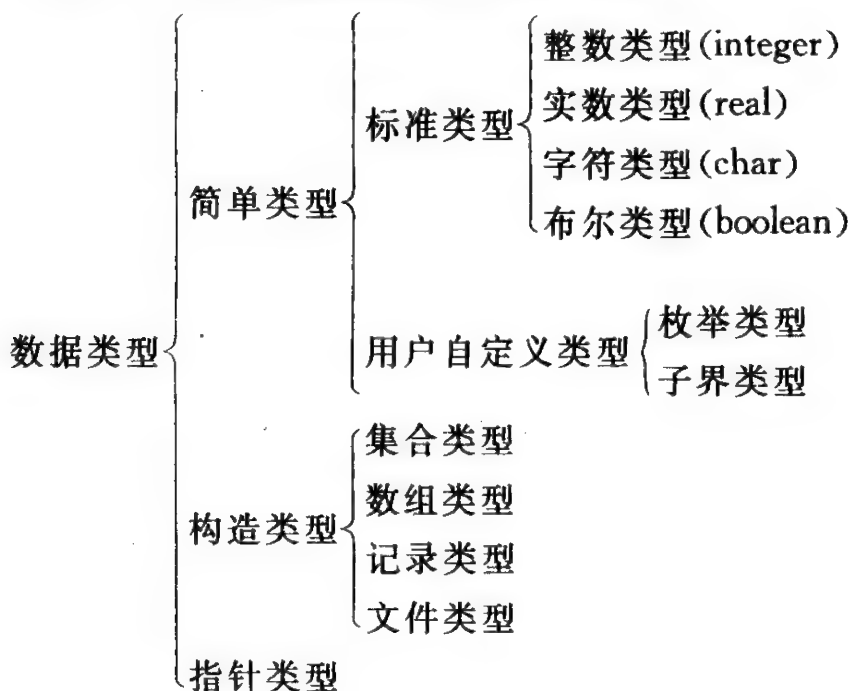 整数类型(integer)
实数类型(real)
标准类型
字符类型(char)
简单类型
布尔类型(boolean)
枚举类型
数据类型
用户自定义类型
子界类型
集合类型
数组类型
构造类型
记录类型
文件类型
指针类型